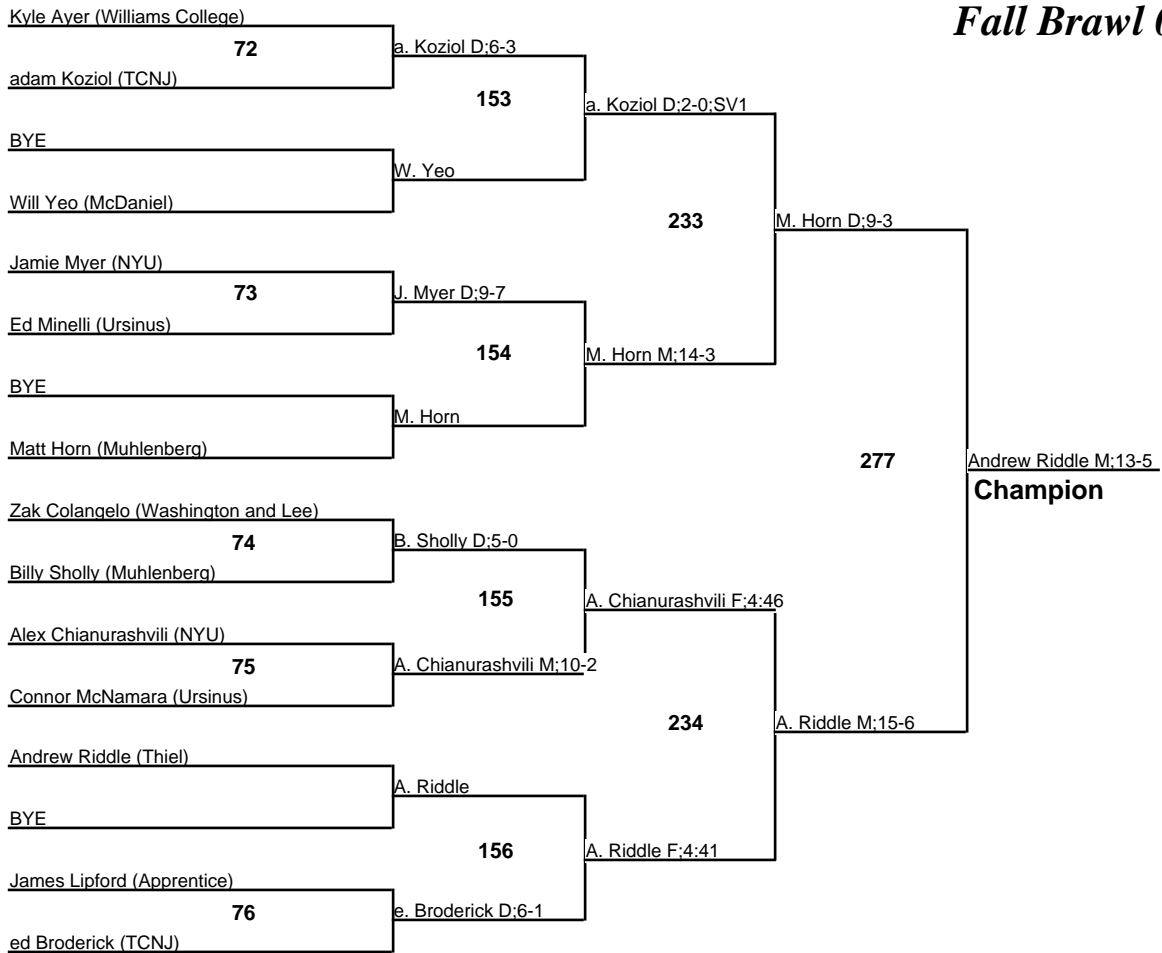 Fall Brawl
Kyle Ayer (Williams College)
72
adam Koziol (TCNJ)
a. Koziol D;6-3
153
BYE
Will Yeo (McDaniel)
W. Yeo
a. Koziol D;2-0;SV1
233
Jamie Myer (NYU)
73
Ed Minelli (Ursinus)
J. Myer D;9-7
154
BYE
Matt Horn (Muhlenberg)
M. Horn
M. Horn M;14-3
M. Horn D;9-3
277
Zak Colangelo (Washington and Lee)
74
Billy Sholly (Muhlenberg)
B. Sholly D;5-0
155
Alex Chianurashvili (NYU)
75
Connor McNamara (Ursinus)
A. Chianurashvili M;10-2
A. Chianurashvili F;4:46
234
Andrew Riddle (Thiel)
BYE
A. Riddle
156
James Lipford (Apprentice)
76
ed Broderick (TCNJ)
e. Broderick D;6-1
A. Riddle F;4:41
A. Riddle M;15-6
Andrew Riddle M;13-5
Champion